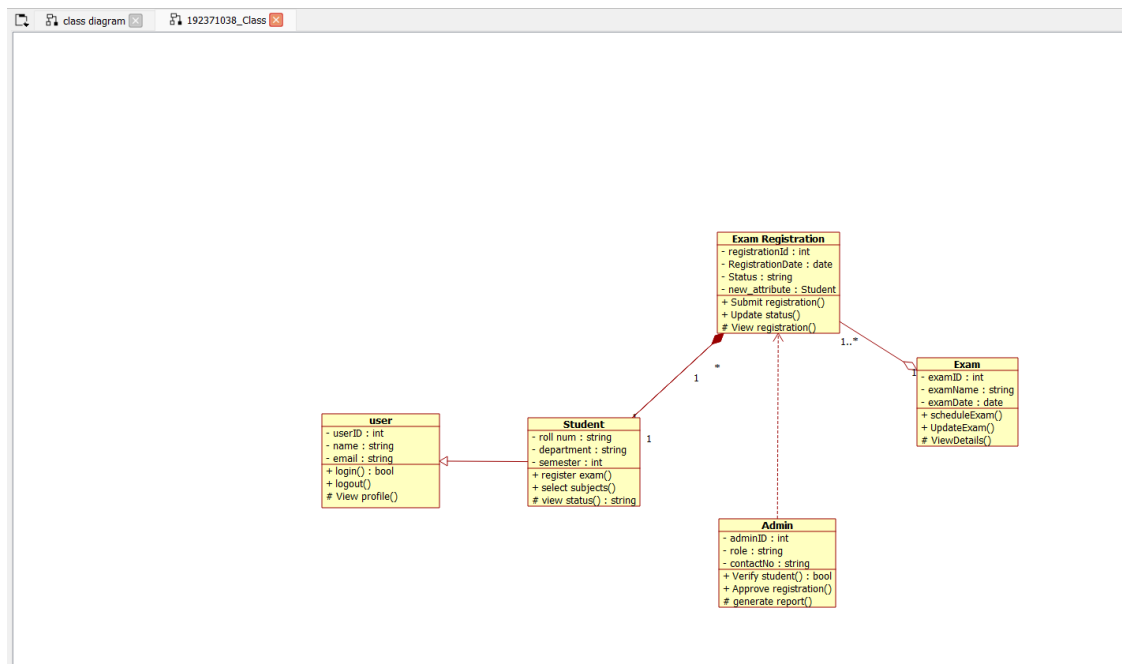 class diagram
192371038_Class
Exam Registration
- registrationId : int
- RegistrationDate : date
- Status : string
- new_attribute : Student
+ Submit registration()
+ Update status()
# View registration()
1..*
*
1
1
1
Exam
- examID : int
- examName : string
- examDate : date
+ scheduleExam()
+ UpdateExam()
# ViewDetails()
user
- userID : int
- name : string
- email : string
+ login() : bool
+ logout()
# View profile()
Student
- roll num : string
- department : string
- semester : int
+ register exam()
+ select subjects()
# view status() : string
Admin
- adminID : int
- role : string
- contactNo : string
+ Verify student() : bool
+ Approve registration()
# generate report()